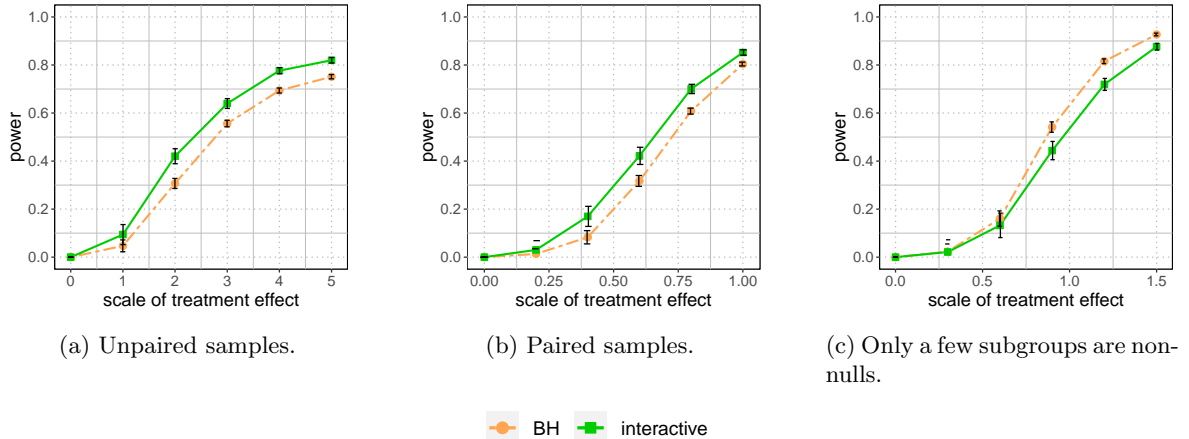 1.0
0.8
0.6
0.4
0.2
0.0
power
0 1 2 3 4 5
scale of treatment effect
(a) Unpaired samples.
1.0
0.8
0.6
0.4
0.2
0.0
power
0.00 0.25 0.50 0.75 1.00
scale of treatment effect
(b) Paired samples.
1.0
0.8
0.6
0.4
0.2
0.0
power
0.0 0.5 1.0 1.5
scale of treatment effect
(c) Only a few subgroups are non-
nulls.
BH interactive